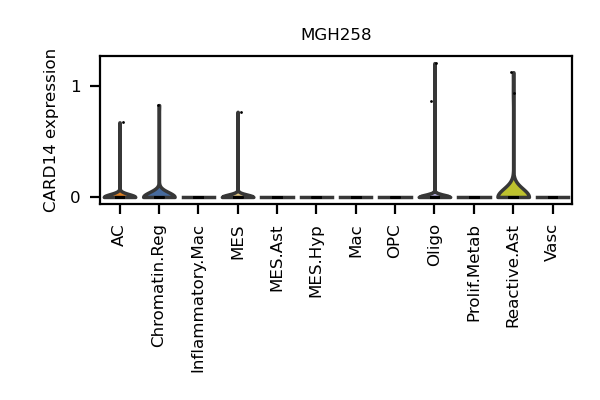 MGH258
CARD14 expression
1
0
AC
Chromatin.Reg
Inflammatory.Mac
MES
MES.Ast
MES.Hyp
Mac
OPC
Oligo
Prolif.Metab
Reactive.Ast
Vasc